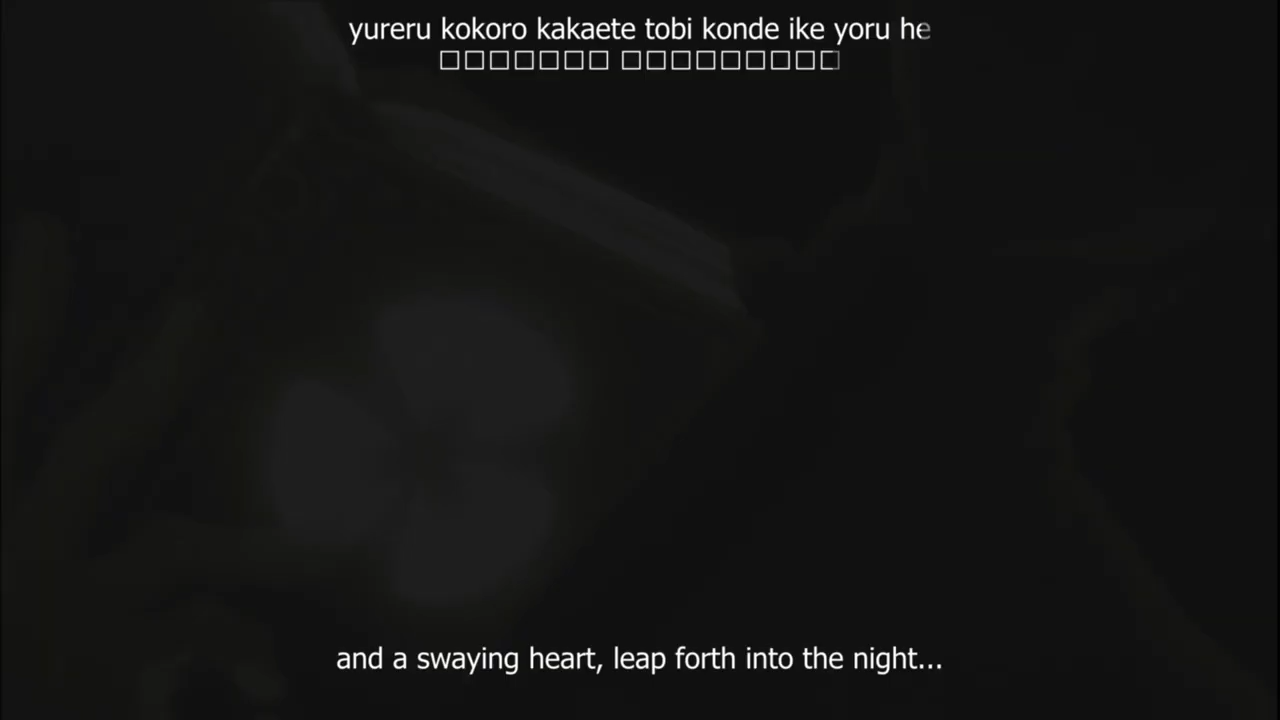 yureru kokoro kakaete tobi konde ike yoru he
□□□□□□□ □□□□□□□□□
and a swaying heart, leap forth into the night...